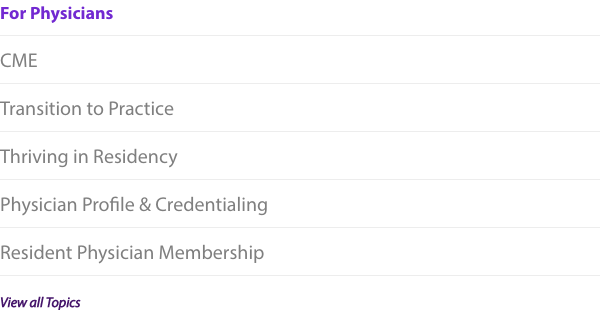 For Physicians
CME
Transition to Practice
Thriving in Residency
Physician Profile & Credentialing
Resident Physician Membership
View all Topics